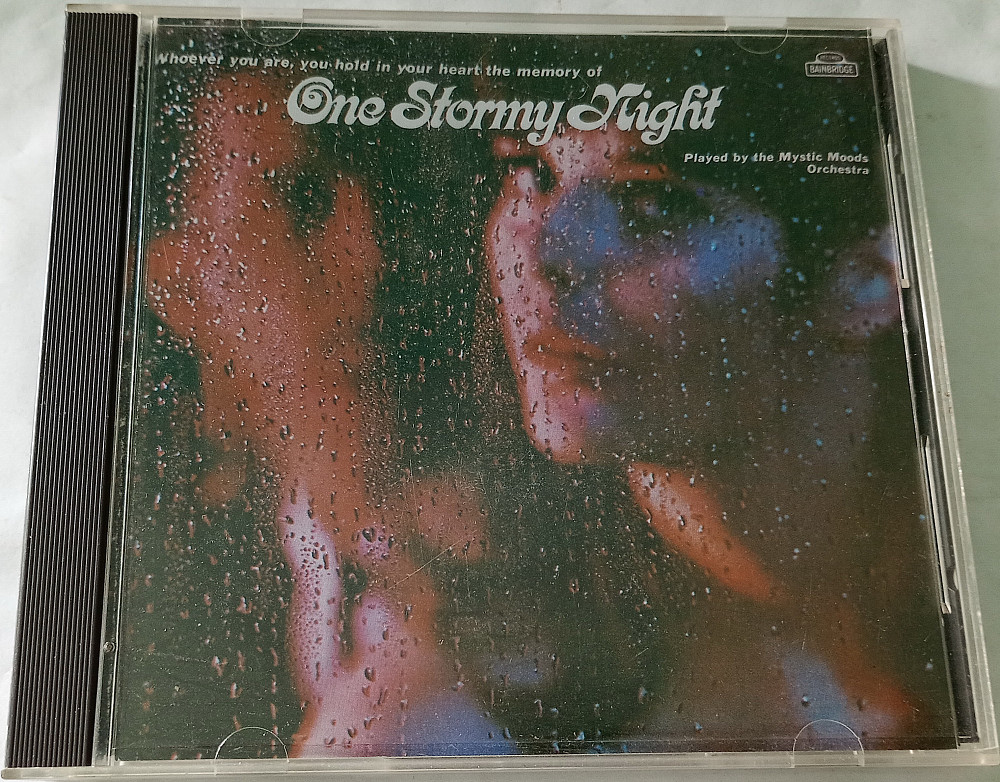 Whoever you are, you hold in your heart the memory of
One Stormy Night
RECORDS
BAINBRIDGE
Played by the Mystic Moods
Orchestra